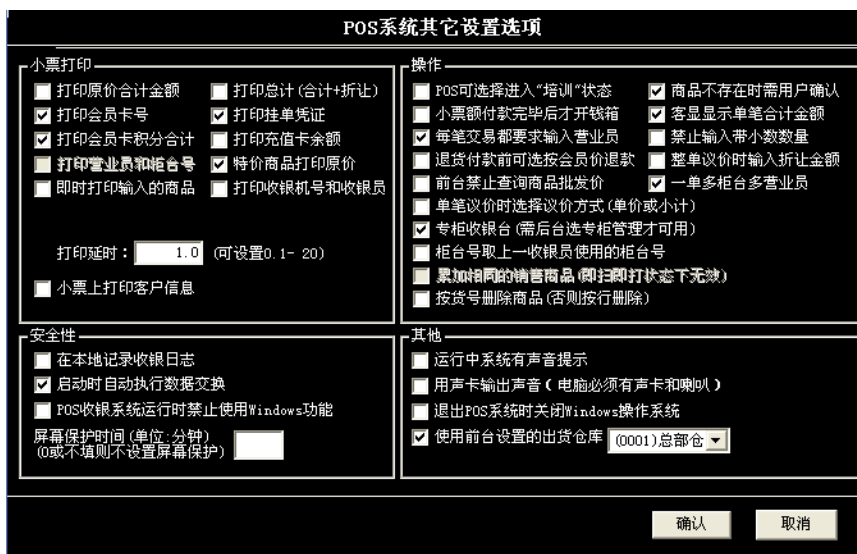 POS系统其它设置选项
小票打印
打印原价合计金额 打印总计(合计+折让)
打印会员卡号 打印挂单凭证
打印会员卡积分合计 打印充值卡余额
打印营业员和柜台号 特价商品打印原价
即时打印输入的商品 打印收银机号和收银员
打印延时： 1.0 (可设置0.1- 20)
小票上打印客户信息
操作
POS可选择进入“培训“状态 商品不存在时需用户确认
小票额付款完毕后才开钱箱 客显显示单笔合计金额
每笔交易都要求输入营业员 禁止输入带小数数量
退货付款前可选按会员价退款 整单议价时输入折让金额
前台禁止查询商品批发价 一单多柜台多营业员
单笔议价时选择议价方式(单价或小计)
专柜收银台(需后台选专柜管理才可用)
柜台号取上一收银员使用的柜台号
累加相同的销售商品(即扫即打状态下无效)
按货号删除商品(否则按行删除)
安全性
在本地记录收银日志
启动时自动执行数据交换
POS收银系统运行时禁止使用Windows功能
屏幕保护时间(单位:分钟)
(0或不填则不设置屏幕保护)
其他
运行中系统有声音提示
用声卡输出声音(电脑必须有声卡和喇叭)
退出POS系统时关闭Windows操作系统
使用前台设置的出货仓库 (0001)总部仓
确认 取消